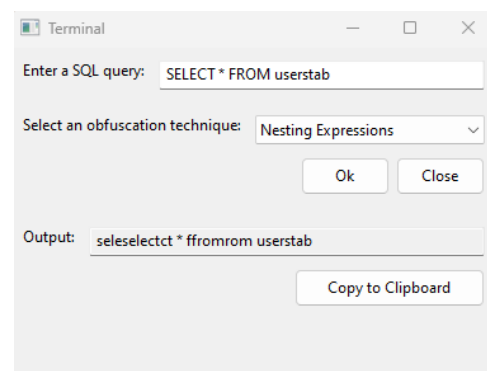 Terminal
Enter a SQL query: SELECT * FROM userstab
Select an obfuscation technique: Nesting Expressions
Ok Close
Output: seleselectct * ffromrom userstab
Copy to Clipboard